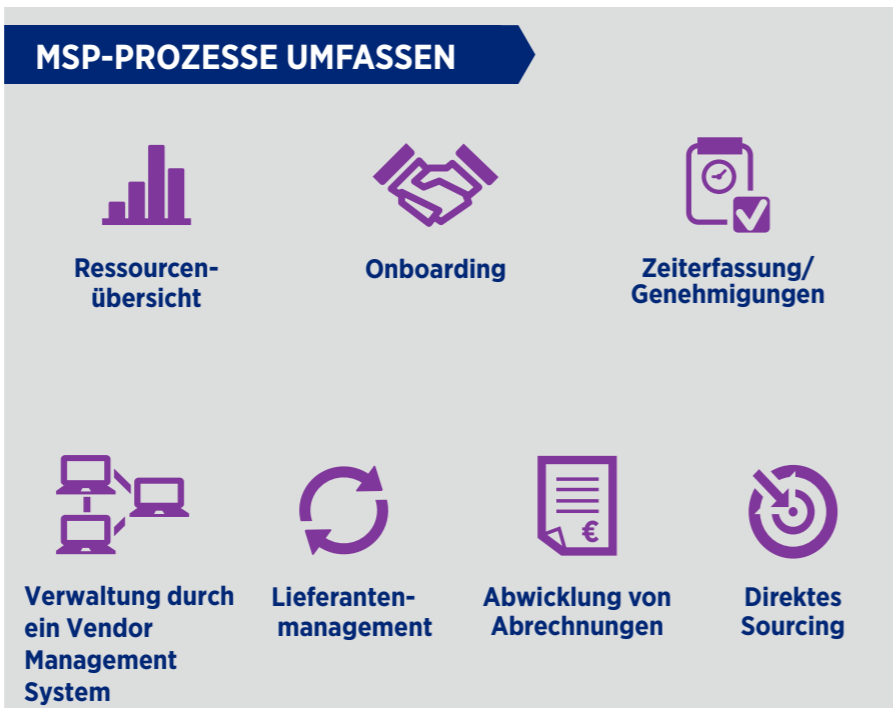 MSP-PROZESSE UMFASSEN
Ressourcen-
übersicht
Onboarding
Zeiterfassung/
Genehmigungen
Verwaltung durch
ein Vendor
Management
System
Lieferanten-
management
€
Abwicklung von
Abrechnungen
Direktes
Sourcing